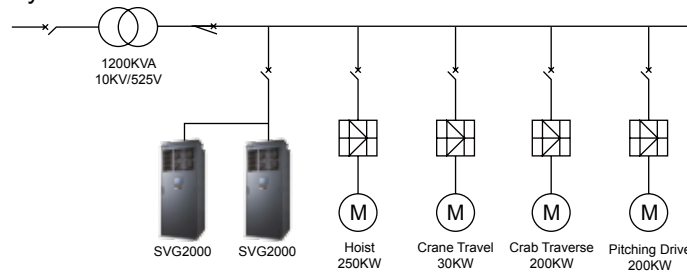 1200KVA
10KV/525V
SVG2000
SVG2000
M
M
M
M
Hoist
250KW
Crane Travel
30KW
Crab Traverse
200KW
Pitching Drive
200KW